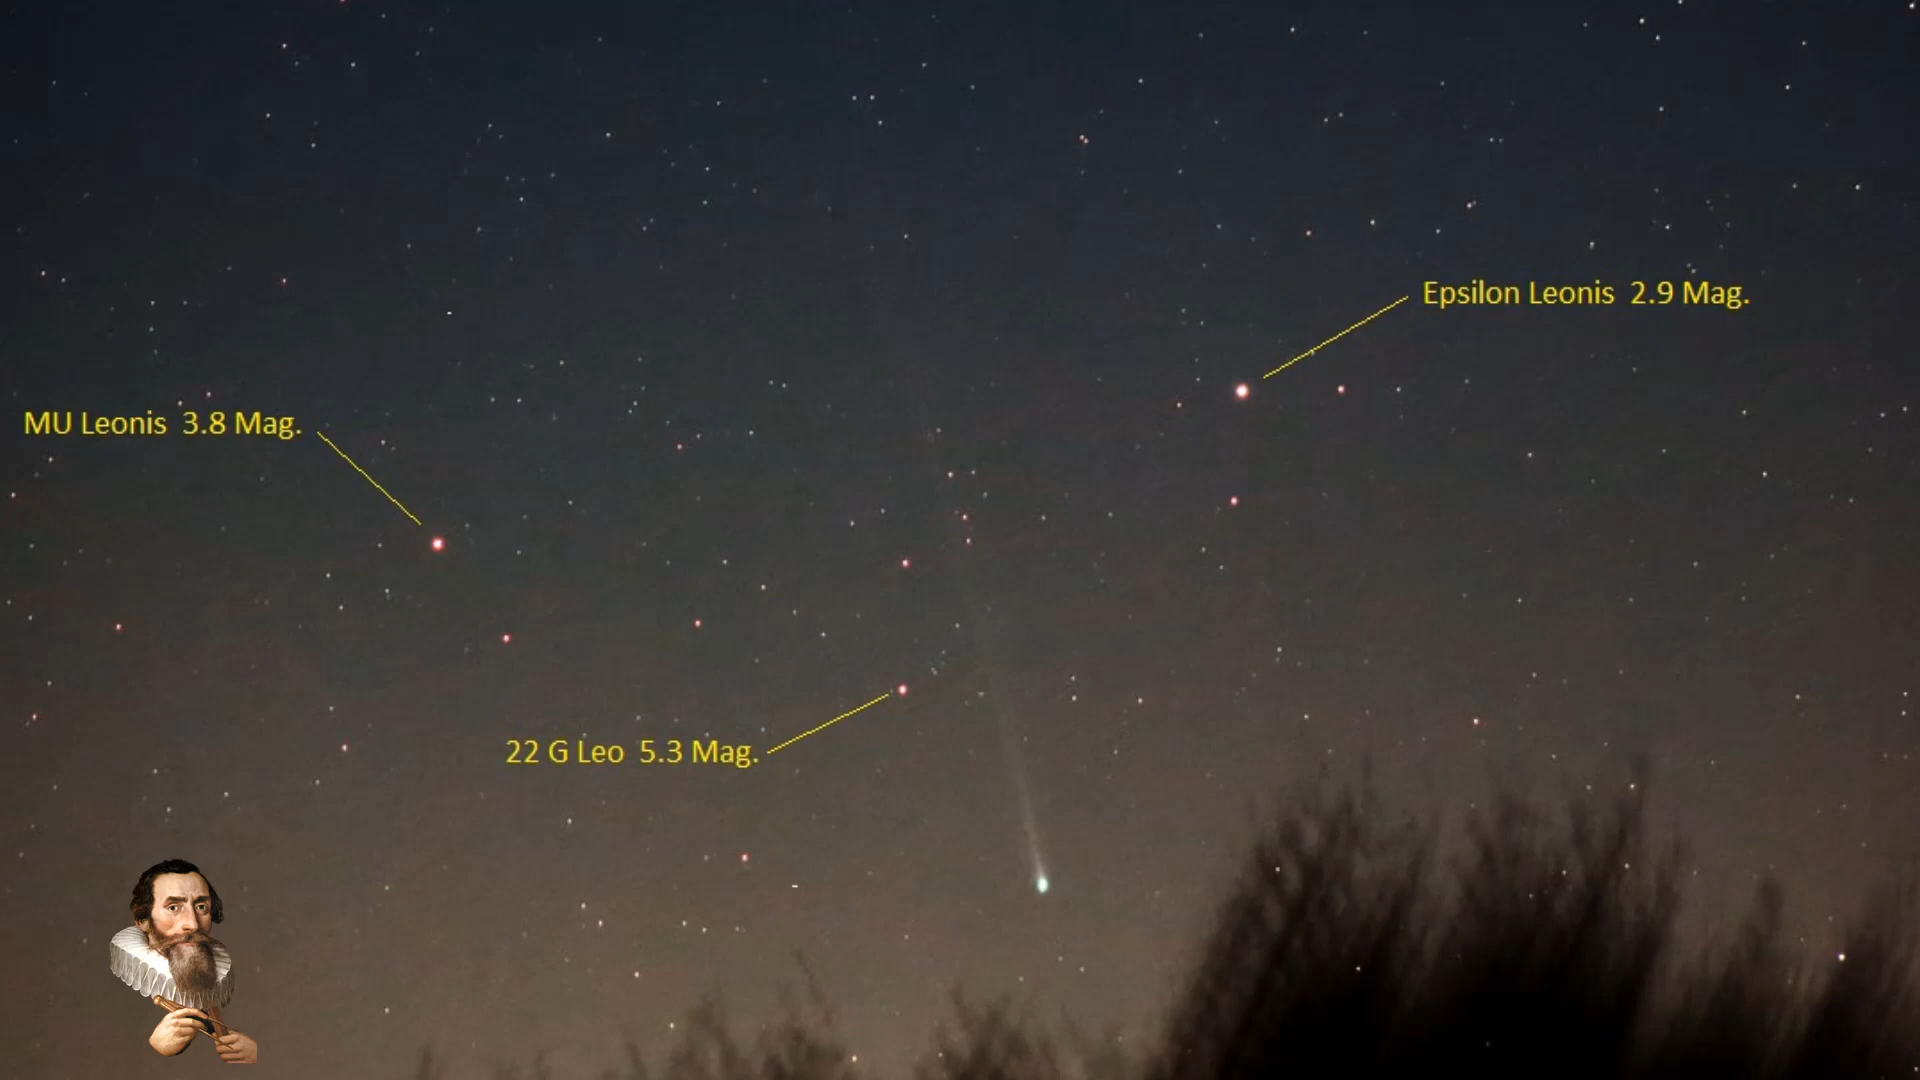 Epsilon Leonis  2.9 Mag.
MU Leonis  3.8 Mag.
22 G Leo  5.3 Mag.